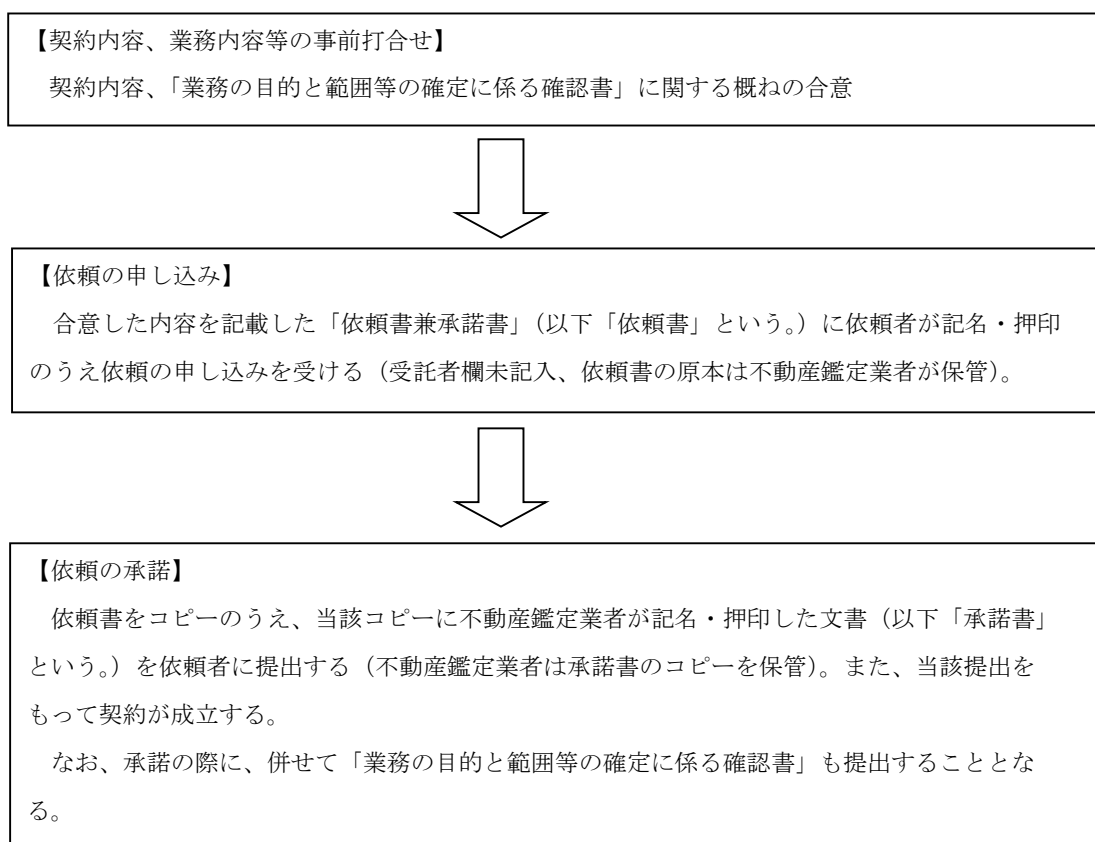 【契約内容、業務内容等の事前打合せ】
契約内容、「業務の目的と範囲等の確定に係る確認書」に関する概ねの合意
【依頼の申し込み】
合意した内容を記載した「依頼書兼承諾書」（以下「依頼書」という。）に依頼者が記名・押印
のうえ依頼の申し込みを受ける（受託者欄未記入、依頼書の原本は不動産鑑定業者が保管）。
【依頼の承諾】
依頼書をコピーのうえ、当該コピーに不動産鑑定業者が記名・押印した文書（以下「承諾書」
という。）を依頼者に提出する（不動産鑑定業者は承諾書のコピーを保管）。また、当該提出を
もって契約が成立する。
なお、承諾の際に、併せて「業務の目的と範囲等の確定に係る確認書」も提出することとな
る。